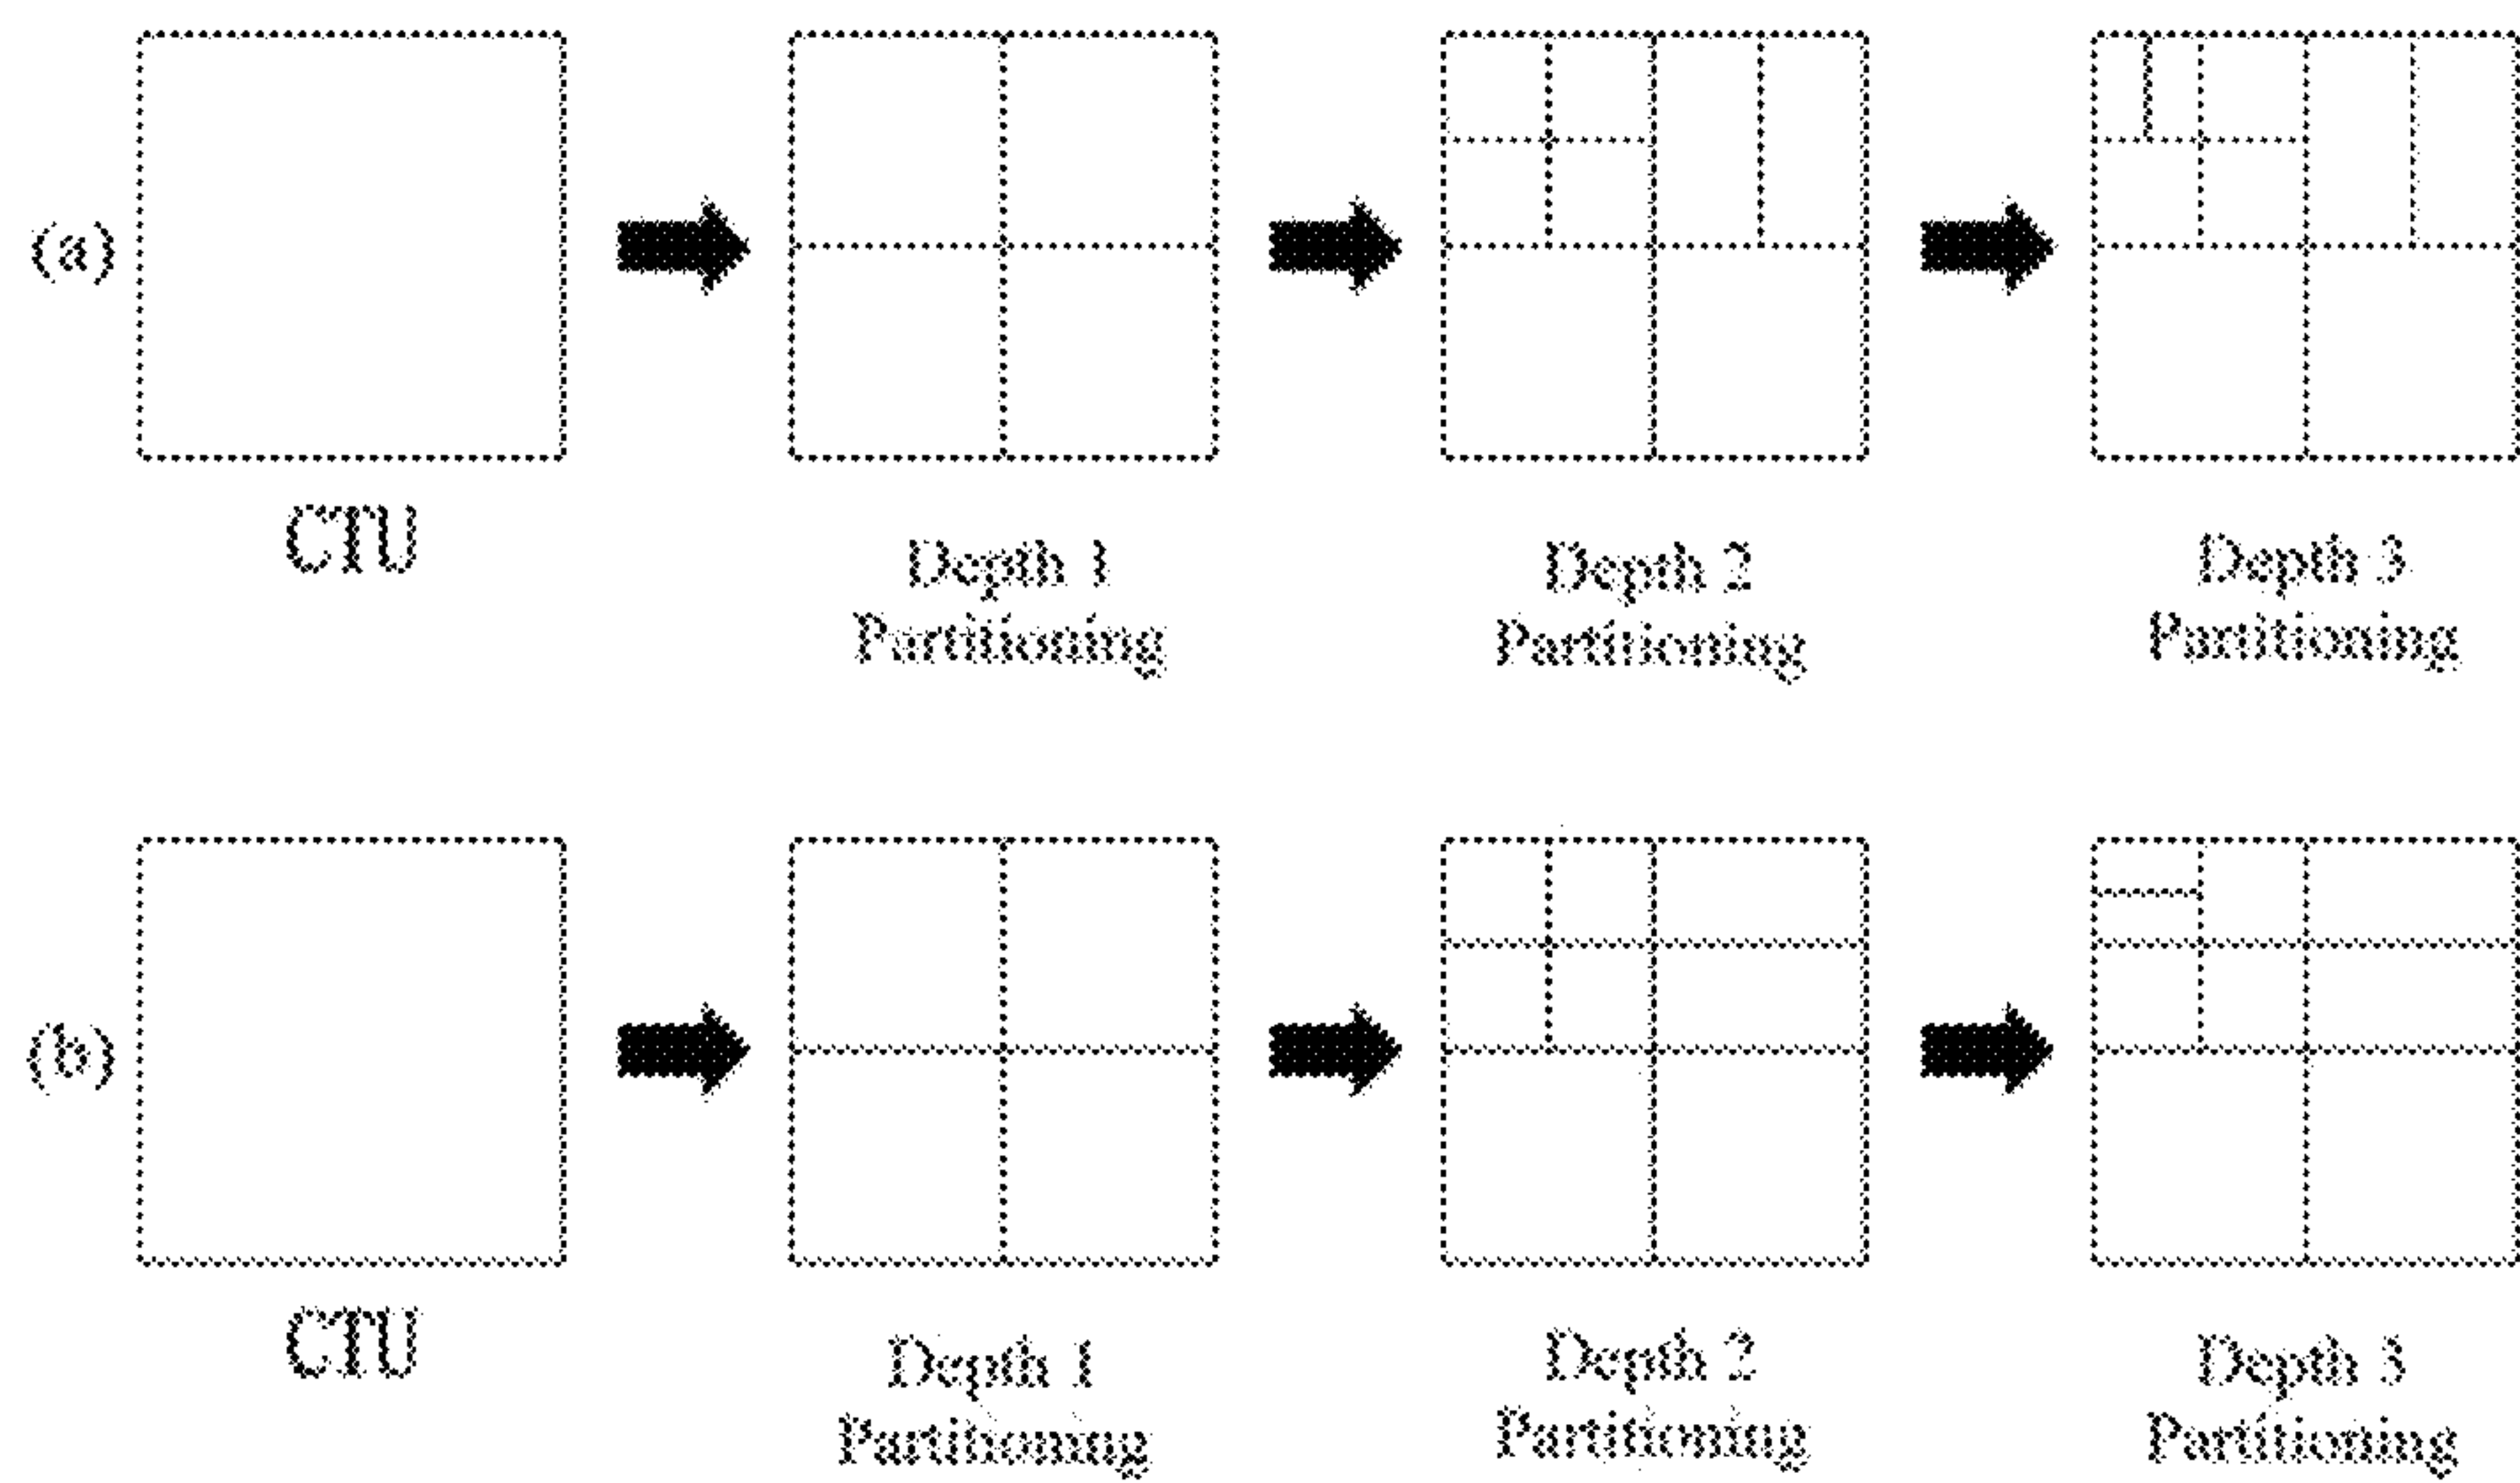 (a)
CTU
Depth 1
Partitioning
Depth 2
Partitioning
Depth 3
Partitioning
(b)
CTU
Depth 1
Partitioning
Depth 2
Partitioning
Depth 3
Partitioning